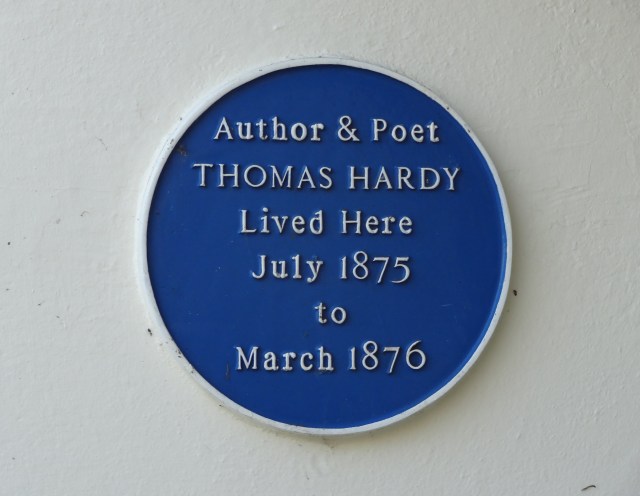 Author & Poet
THOMAS HARDY
Lived Here
July 1875
to
March 1876